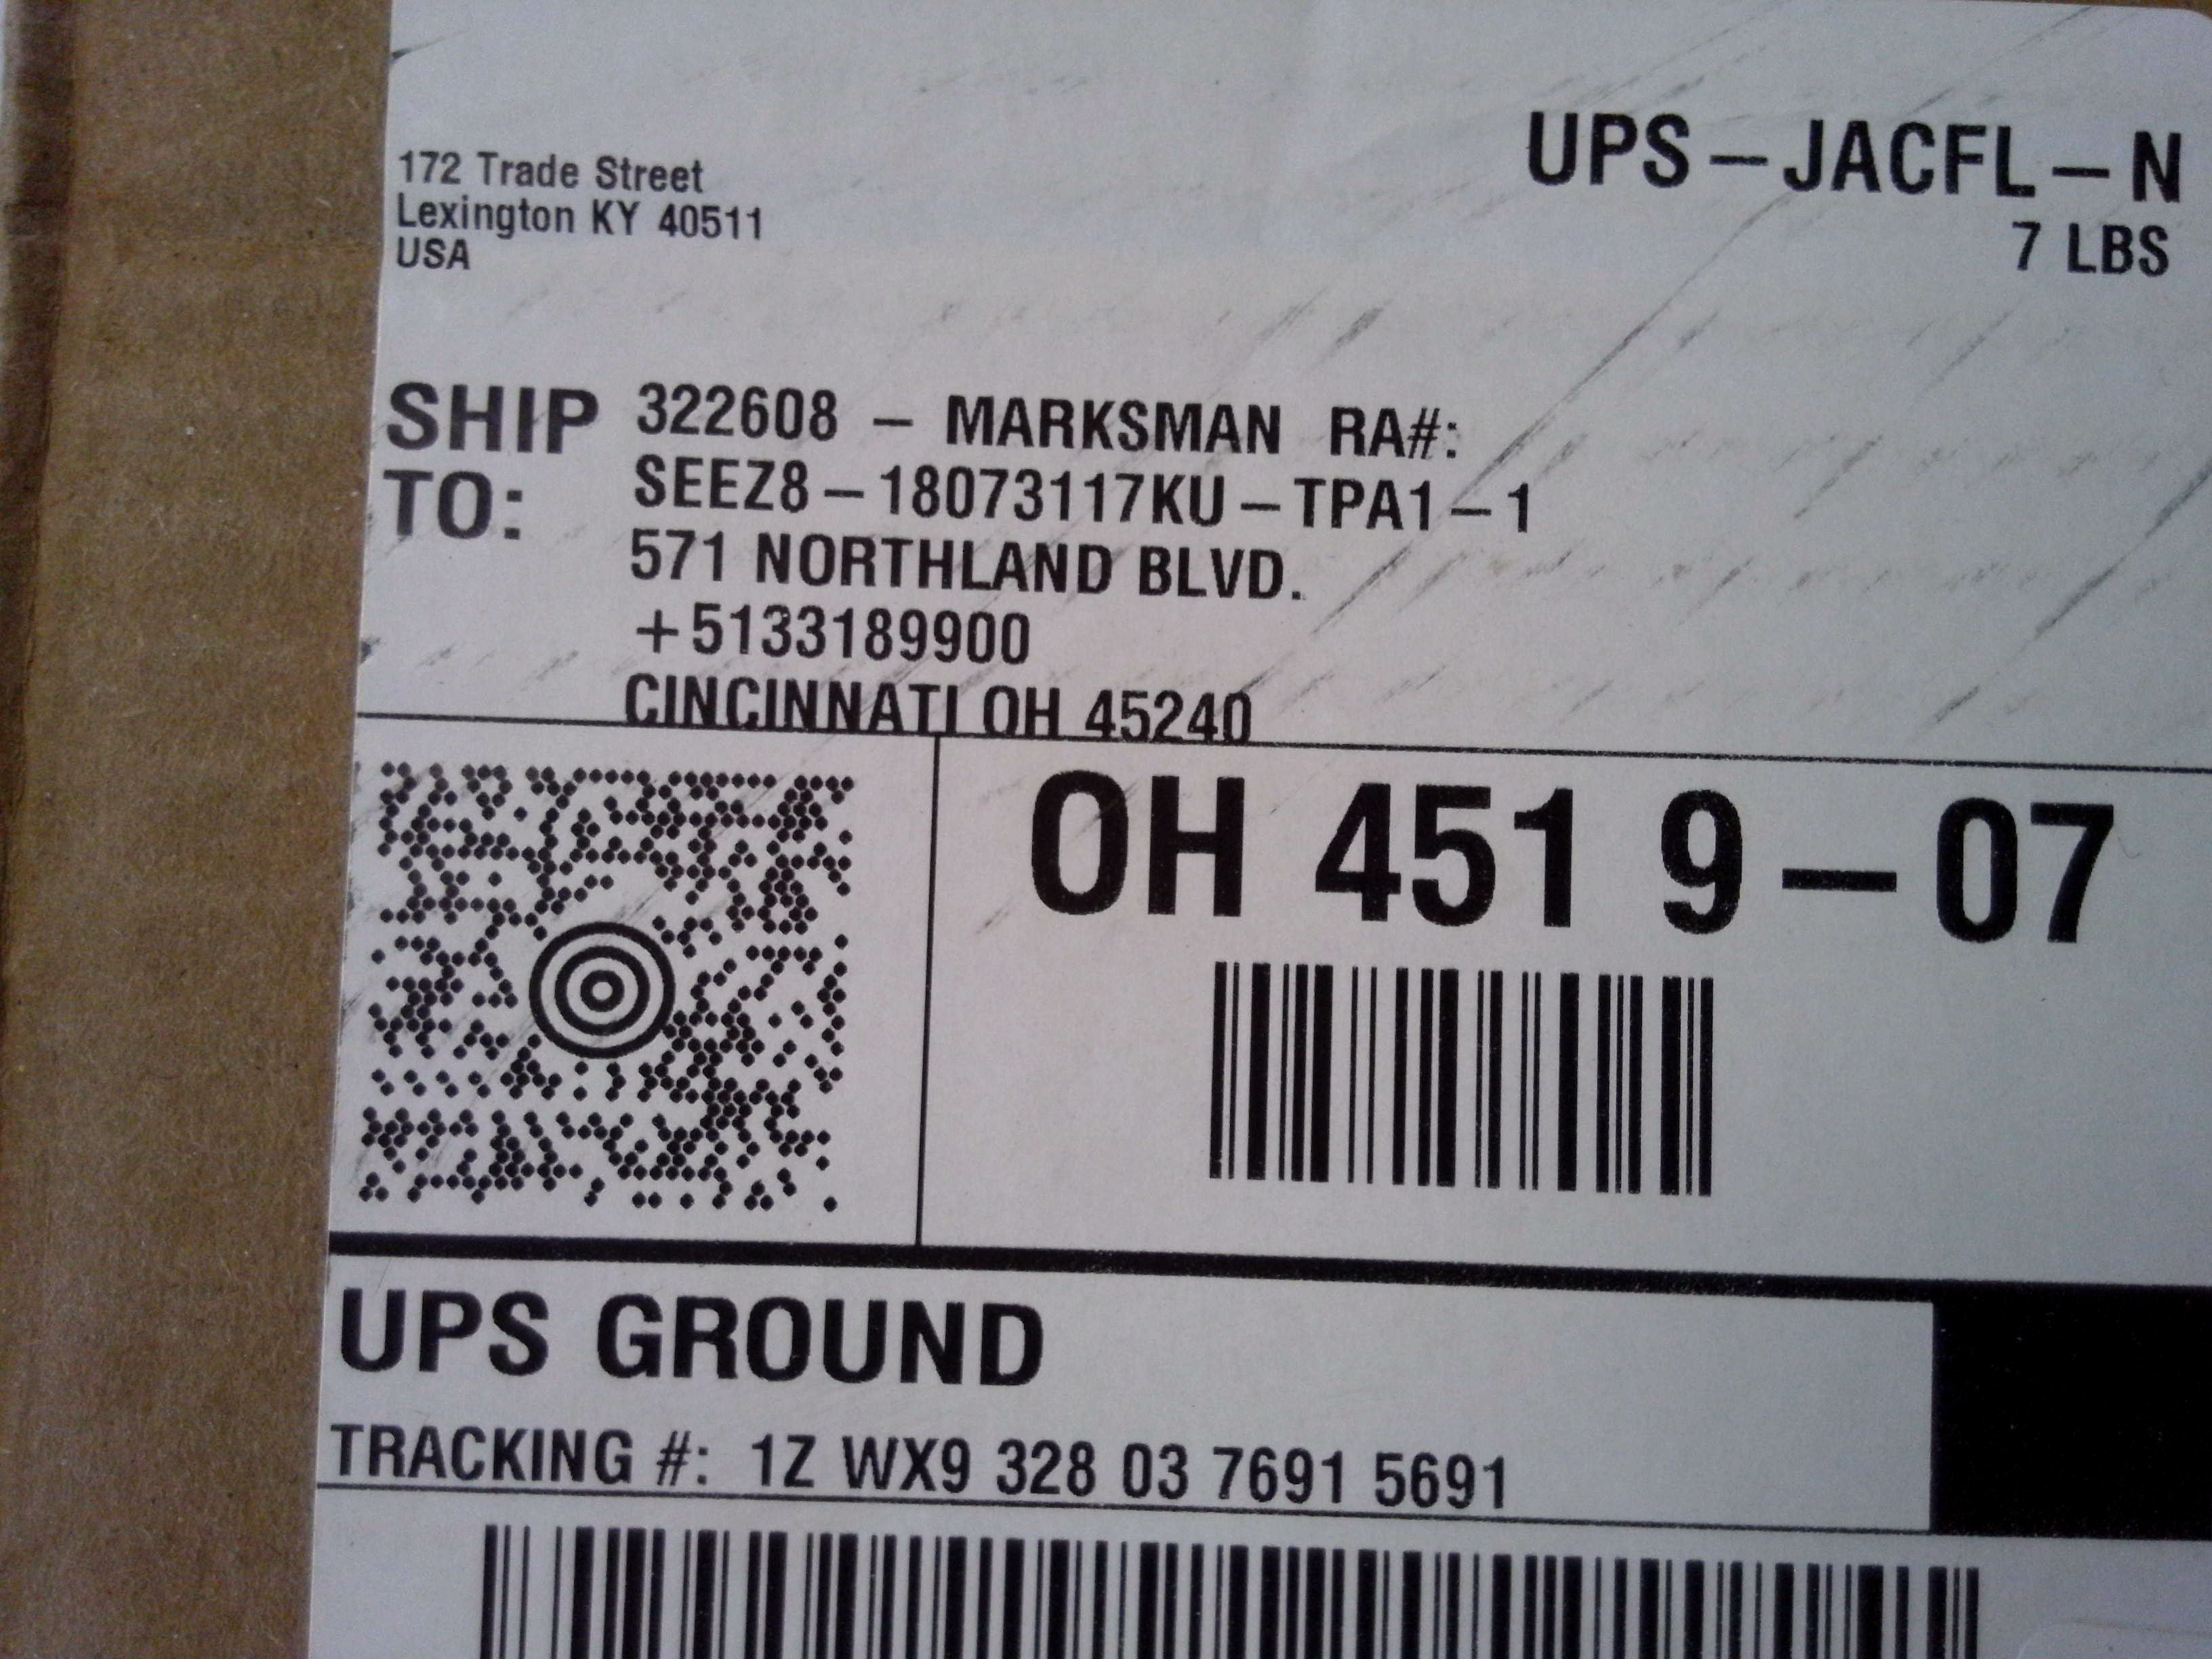 172 Trade Street
Lexington KY 40511
USA
UPS-JACFL-N
7 LBS
SHIP TO:
322608 - MARKSMAN RA#:
SEEZ8-18073117KU-TPA1-1
571 NORTHLAND BLVD.
+5133189900
CINCINNATI OH 45240
OH 451 9-07
UPS GROUND
TRACKING #: 1Z WX9 328 03 7691 5691